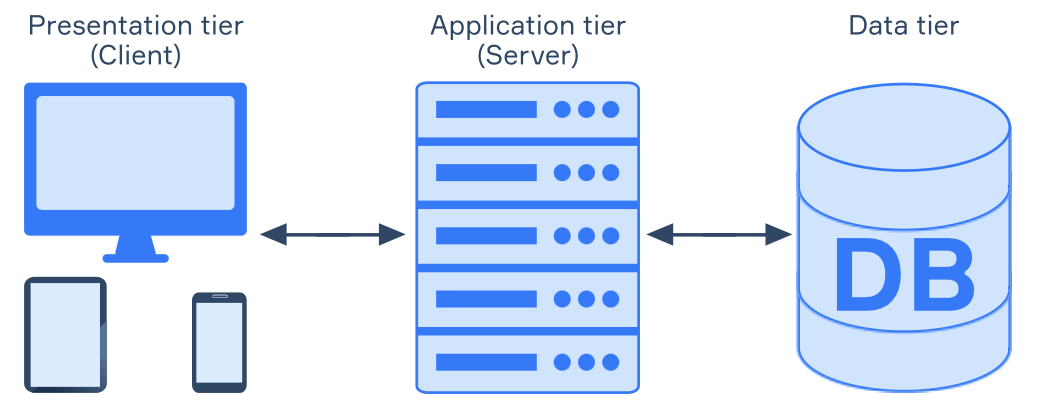 Presentation tier
(Client)
Application tier
(Server)
Data tier
DB